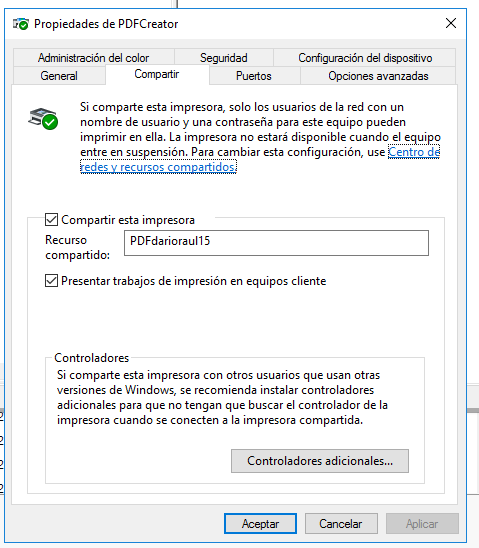 Propiedades de PDFCreator
Administración del color Seguridad Configuración del dispositivo
General Compartir Puertos Opciones avanzadas
Si comparte esta impresora, solo los usuarios de la red con un
nombre de usuario y una contraseña para este equipo pueden
imprimir en ella. La impresora no estará disponible cuando el equipo
entre en suspensión. Para cambiar esta configuración, use Centro de
redes y recursos compartidos.
Compartir esta impresora
Recurso
compartido:
PDFdarioraul15
Presentar trabajos de impresión en equipos cliente
Controladores
Si comparte esta impresora con otros usuarios que usan otras
versiones de Windows, se recomienda instalar controladores
adicionales para que no tengan que buscar el controlador de la
impresora cuando se conecten a la impresora compartida.
Controladores adicionales...
Aceptar Cancelar Aplicar